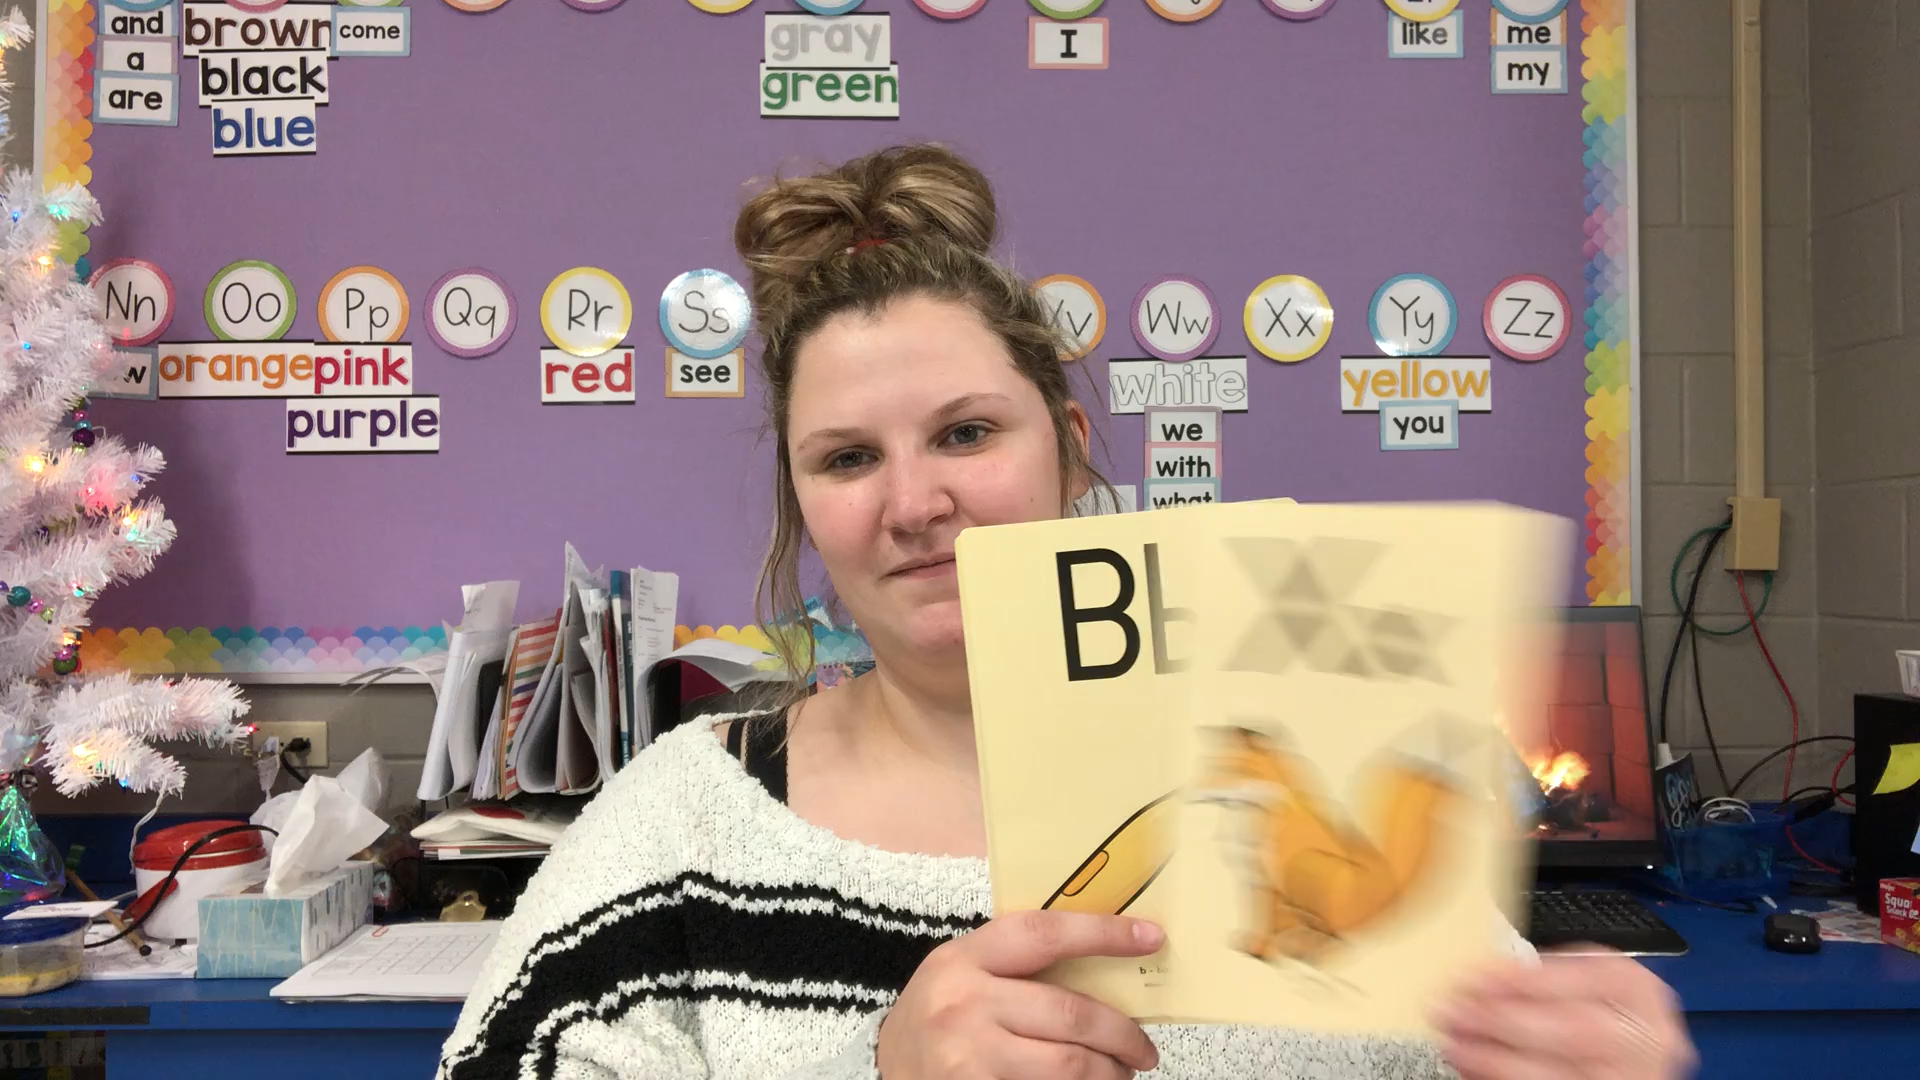 and
a
are
brown
black
blue
come
gray
green
I
like
me
my
Nn
Oo
Pp
Qq
Rr
Ss
Ww
Xx
Yy
Zz
orange
pink
purple
red
see
white
we
with
what
yellow
you
Bb